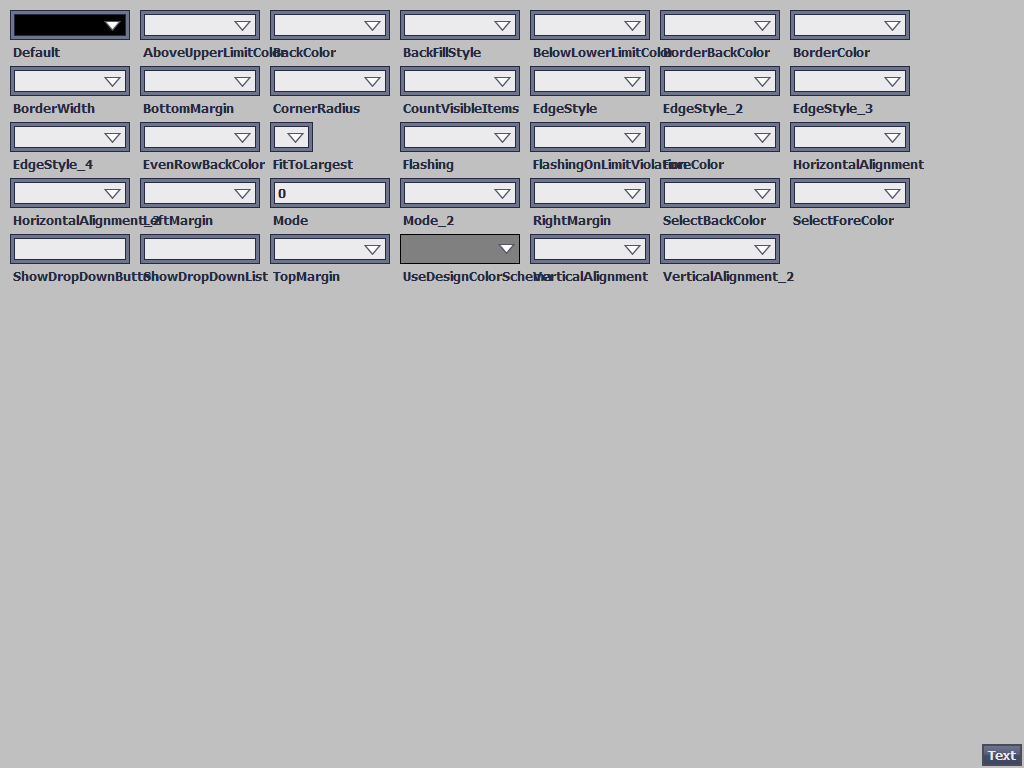 Default AboveUpperLimitColor BackColor BackFillStyle BelowLowerLimitColor BorderBackColor BorderColor
BorderWidth BottomMargin CornerRadius CountVisibleItems EdgeStyle EdgeStyle_2 EdgeStyle_3
EdgeStyle_4 EvenRowBackColor FitToLargest Flashing FlashingOnLimitViolation ForeColor HorizontalAlignment
0
HorizontalAlignment_2 LeftMargin Mode Mode_2 RightMargin SelectBackColor SelectForeColor
ShowDropDownButton ShowDropDownList TopMargin UseDesignColorSchema VerticalAlignment VerticalAlignment_2
Text